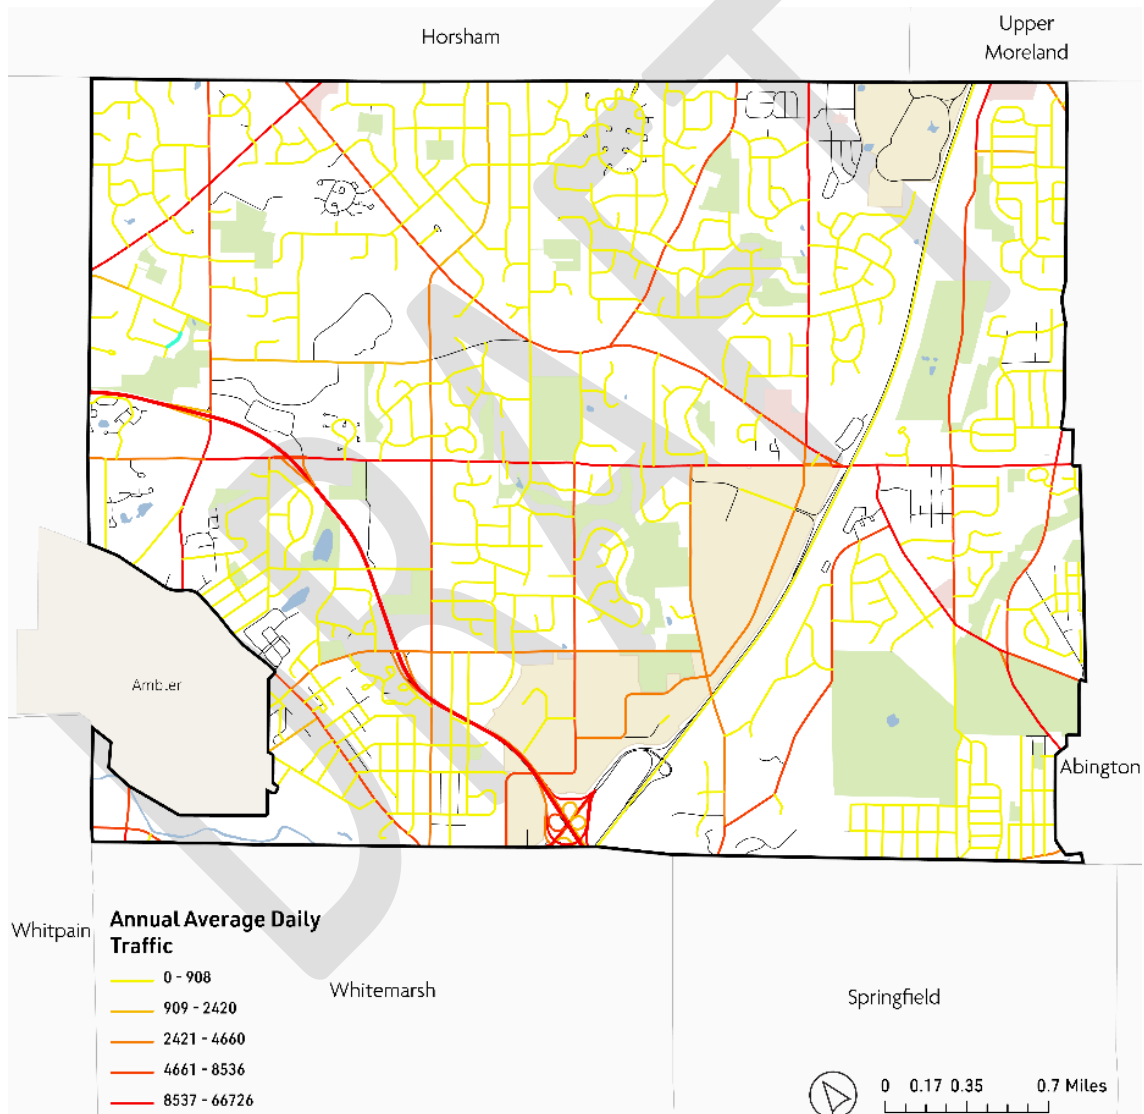 Horsham
Upper
Moreland
Ambler
Abington
Whitpain
Annual Average Daily
Traffic
0 - 908
909 - 2420
2421 - 4660
4661 - 8536
8537 - 66726
Whitemarsh
Springfield
0 0.17 0.35 0.7 Miles
DRAFT